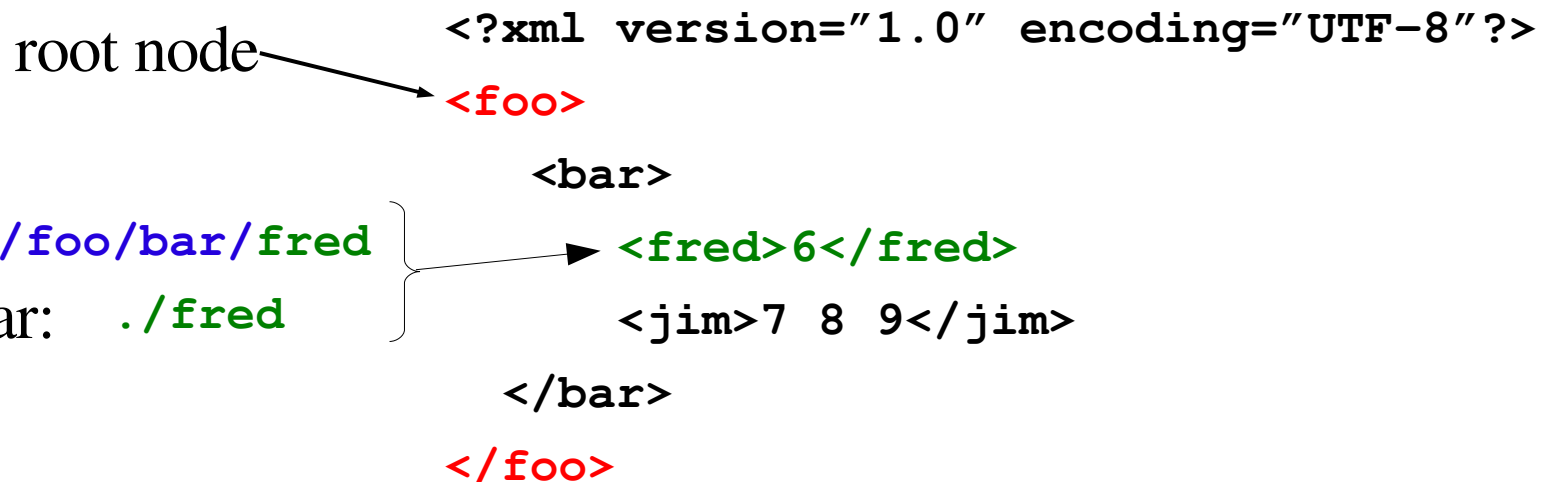 <?xml version="1.0" encoding="UTF-8"?>
root node
<foo>
<bar>
/foo/bar/fred
<fred>6</fred>
ar: ./fred
<jim>7 8 9</jim>
</bar>
</foo>